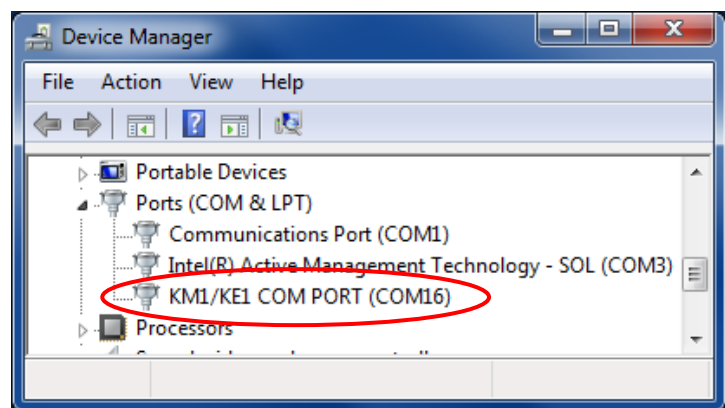 Device Manager
File Action View Help
Portable Devices
Ports (COM & LPT)
Communications Port (COM1)
Intel(R) Active Management Technology - SOL (COM3)
KM1/KE1 COM PORT (COM16)
Processors